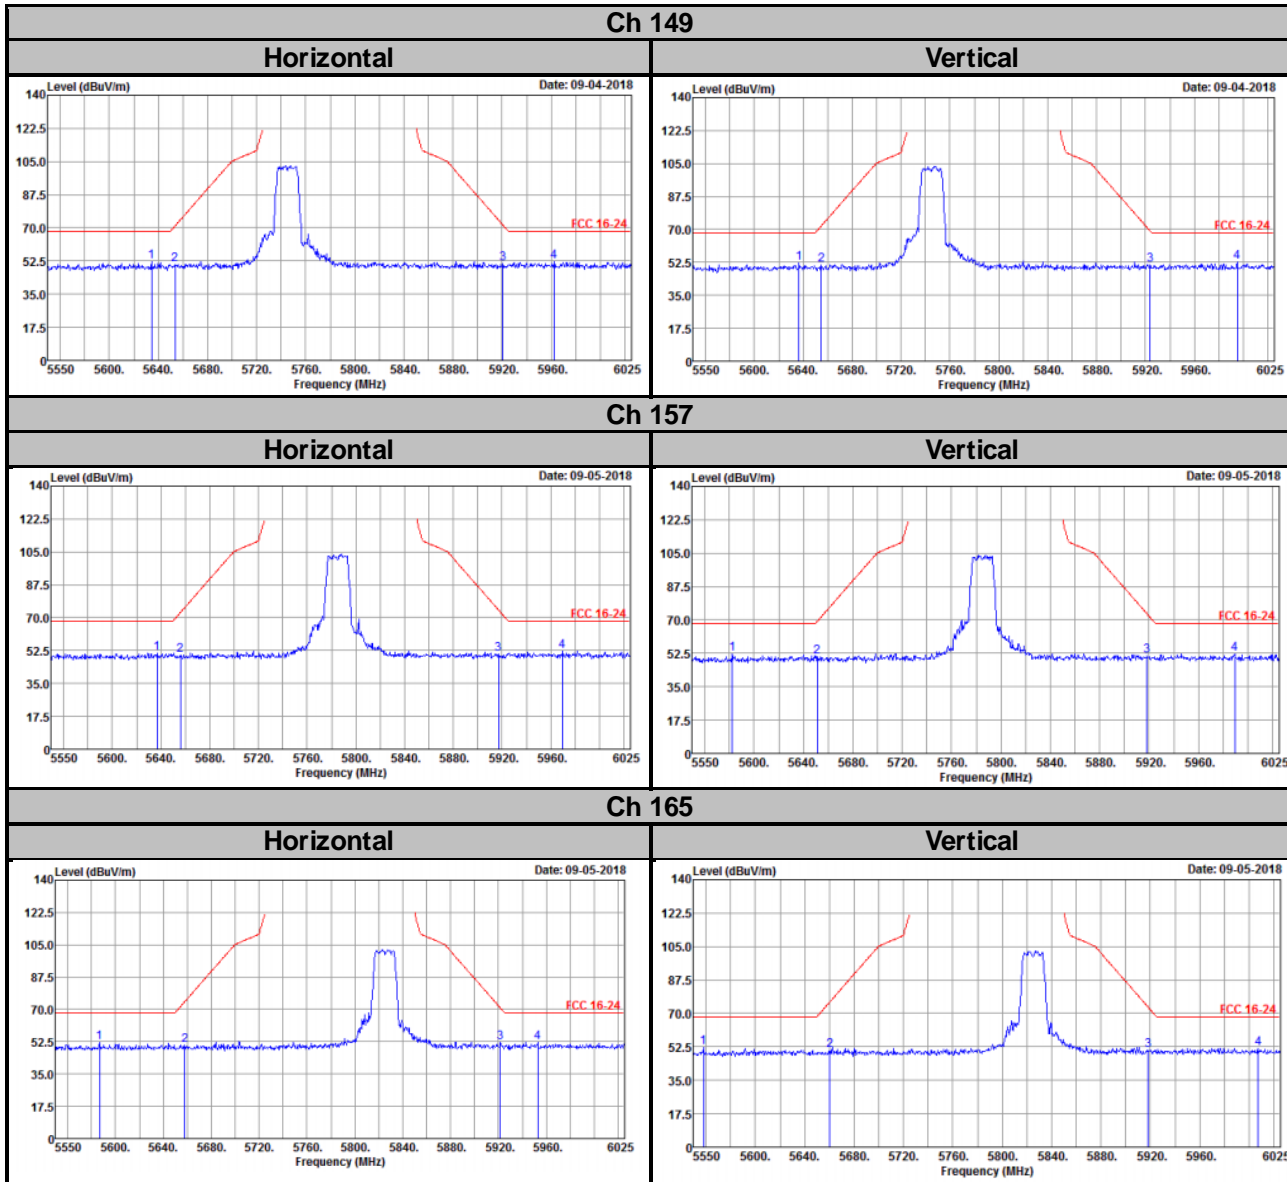 Ch 149
Horizontal Vertical
Level (dBuV/m) Date: 09-04-2018
140
122.5
105.0
87.5
70.0
52.5
35.0
17.5
0
FCC 16-24
1 2 3 4
5550 5600. 5640. 5680. 5720. 5760. 5800. 5840. 5880. 5920. 5960. 6025
Frequency (MHz)
Level (dBuV/m) Date: 09-04-2018
140
122.5
105.0
87.5
70.0
52.5
35.0
17.5
0
FCC 16-24
1 2 3 4
5550 5600. 5640. 5680. 5720. 5760. 5800. 5840. 5880. 5920. 5960. 6025
Frequency (MHz)
Ch 157
Horizontal Vertical
Level (dBuV/m) Date: 09-05-2018
140
122.5
105.0
87.5
70.0
52.5
35.0
17.5
0
FCC 16-24
1 2 3 4
5550 5600. 5640. 5680. 5720. 5760. 5800. 5840. 5880. 5920. 5960. 6025
Frequency (MHz)
Level (dBuV/m) Date: 09-05-2018
140
122.5
105.0
87.5
70.0
52.5
35.0
17.5
0
FCC 16-24
1 2 3 4
5550 5600. 5640. 5680. 5720. 5760. 5800. 5840. 5880. 5920. 5960. 6025
Frequency (MHz)
Ch 165
Horizontal Vertical
Level (dBuV/m) Date: 09-05-2018
140
122.5
105.0
87.5
70.0
52.5
35.0
17.5
0
FCC 16-24
1 2 3 4
5550 5600. 5640. 5680. 5720. 5760. 5800. 5840. 5880. 5920. 5960. 6025
Frequency (MHz)
Level (dBuV/m) Date: 09-05-2018
140
122.5
105.0
87.5
70.0
52.5
35.0
17.5
0
FCC 16-24
1 2 3 4
5550 5600. 5640. 5680. 5720. 5760. 5800. 5840. 5880. 5920. 5960. 6025
Frequency (MHz)